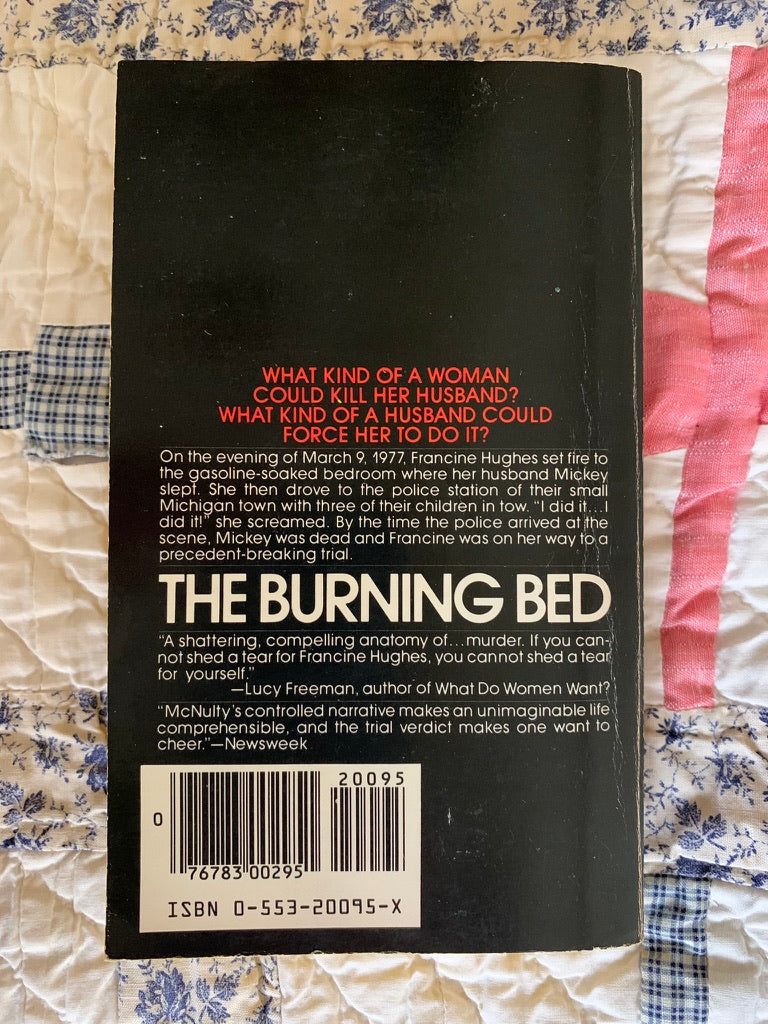 WHAT KIND OF A WOMAN
COULD KILL HER HUSBAND?
WHAT KIND OF A HUSBAND COULD
FORCE HER TO DO IT?
On the evening of March 9, 1977, Francine Hughes set fire to
the gasoline-soaked bedroom where her husband Mickey
slept. She then drove to the police station of their small
Michigan town with three of their children in tow. “I did it...I
did it!” she screamed. By the time the police arrived at the
scene, Mickey was dead and Francine was on her way to a
precedent-breaking trial.
THE BURNING BED
“A shattering, compelling anatomy of...murder. If you can-
not shed a tear for Francine Hughes, you cannot shed a tear
for yourself.”
—Lucy Freeman, author of What Do Women Want?
“McNulty’s controlled narrative makes an unimaginable life
comprehensible, and the trial verdict makes one want to
cheer.”—Newsweek
20095
0
76783 00295
ISBN 0-553-20095-X